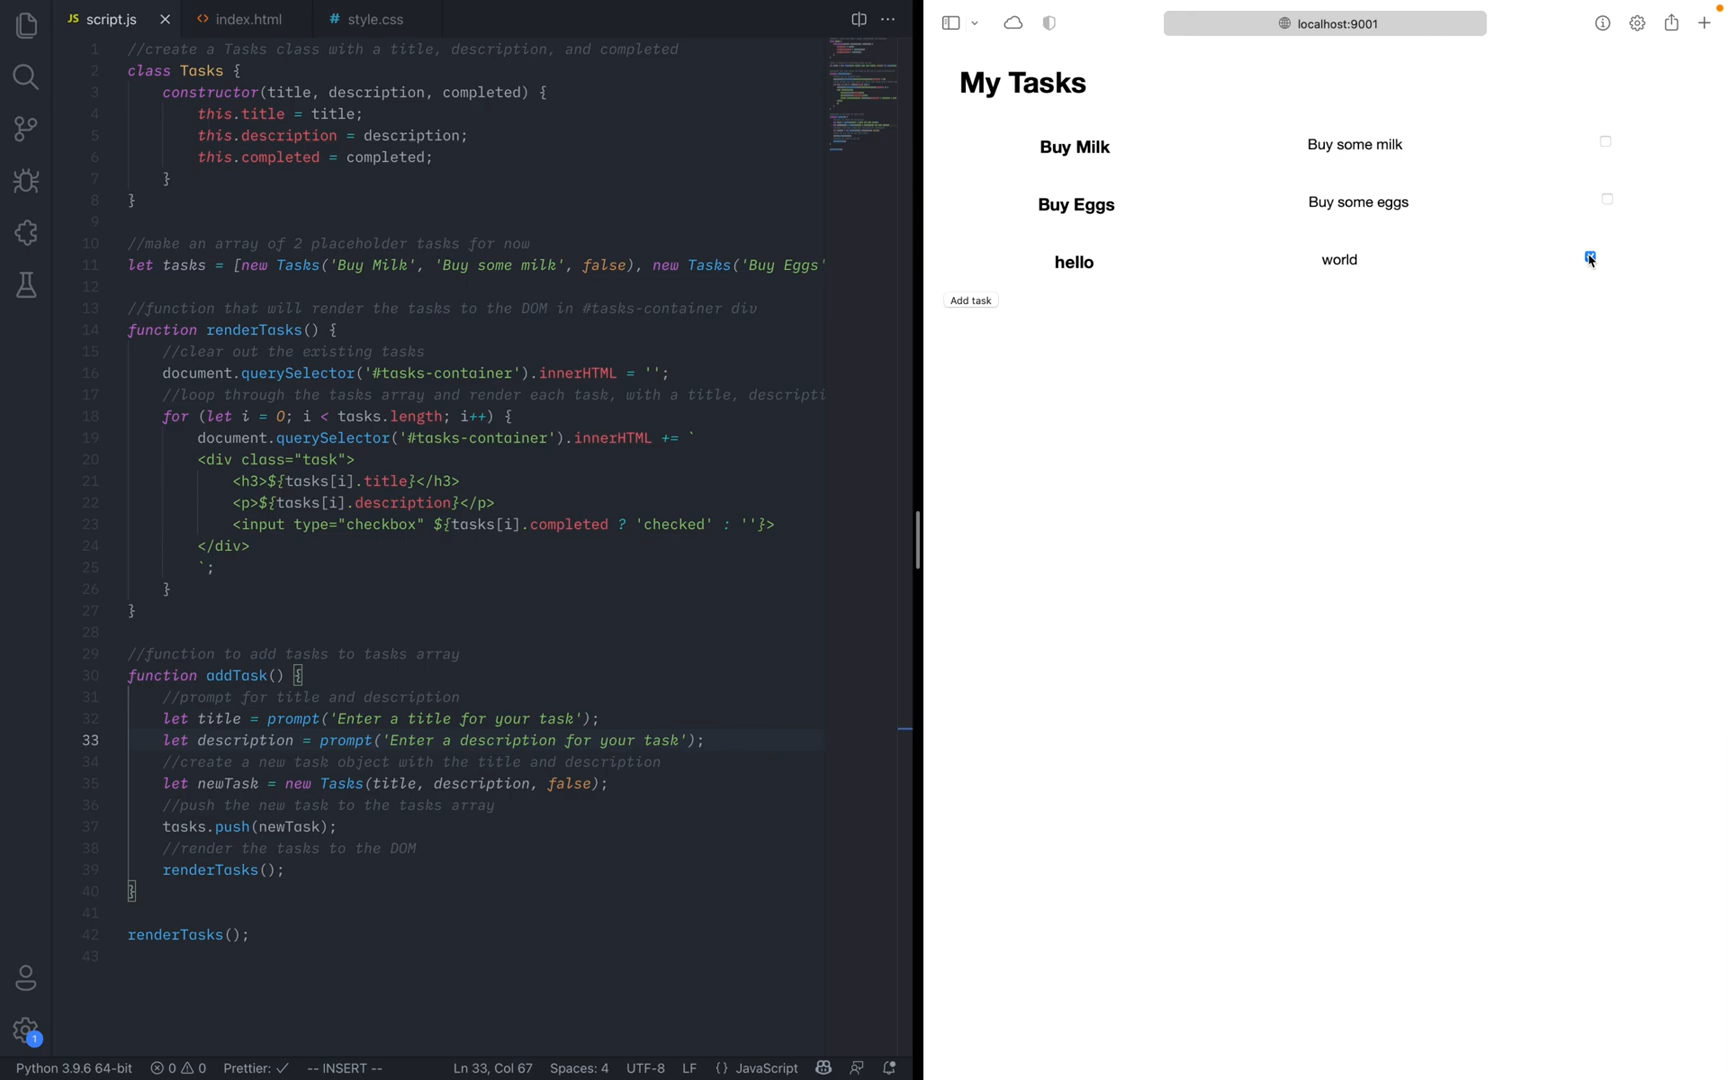 JS script.js
<> index.html
# style.css
1 //create a Tasks class with a title, description, and completed
2 class Tasks {
3 constructor(title, description, completed) {
4 this.title = title;
5 this.description = description;
6 this.completed = completed;
7 }
8 }
9
10 //make an array of 2 placeholder tasks for now
11 let tasks = [new Tasks('Buy Milk', 'Buy some milk', false), new Tasks('Buy Eggs'
12
13 //function that will render the tasks to the DOM in #tasks-container div
14 function renderTasks() {
15 //clear out the existing tasks
16 document.querySelector('#tasks-container').innerHTML = '';
17 //loop through the tasks array and render each task, with a title, descripti
18 for (let i = 0; i < tasks.length; i++) {
19 document.querySelector('#tasks-container').innerHTML += `
20 <div class="task">
21 <h3>${tasks[i].title}</h3>
22 <p>${tasks[i].description}</p>
23 <input type="checkbox" ${tasks[i].completed ? 'checked' : ''}>
24 </div>
25 `;
26 }
27 }
28
29 //function to add tasks to tasks array
30 function addTask() {
31 //prompt for title and description
32 let title = prompt('Enter a title for your task');
33 let description = prompt('Enter a description for your task');
34 //create a new task object with the title and description
35 let newTask = new Tasks(title, description, false);
36 //push the new task to the tasks array
37 tasks.push(newTask);
38 //render the tasks to the DOM
39 renderTasks();
40 }
41
42 renderTasks();
43
1
Python 3.9.6 64-bit 0 0 Prettier: ✓ -- INSERT -- Ln 33, Col 67 Spaces: 4 UTF-8 LF {} JavaScript
localhost:9001
My Tasks
Buy Milk Buy some milk
Buy Eggs Buy some eggs
hello world
Add task